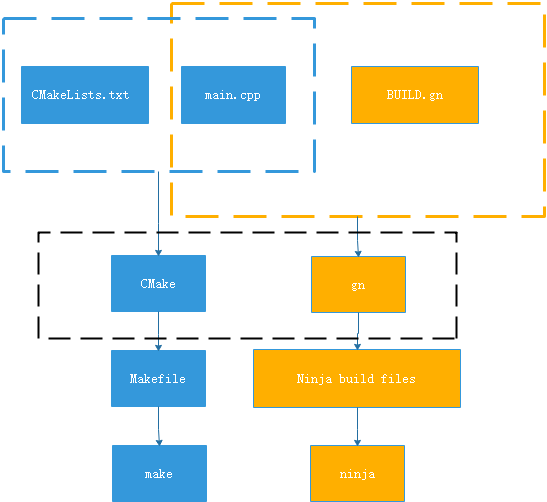 CMakeLists.txt
main.cpp
BUILD.gn
CMake
gn
Makefile
Ninja build files
make
ninja